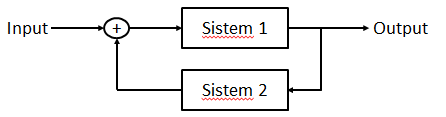 Input
+
Sistem 1
Output
Sistem 2